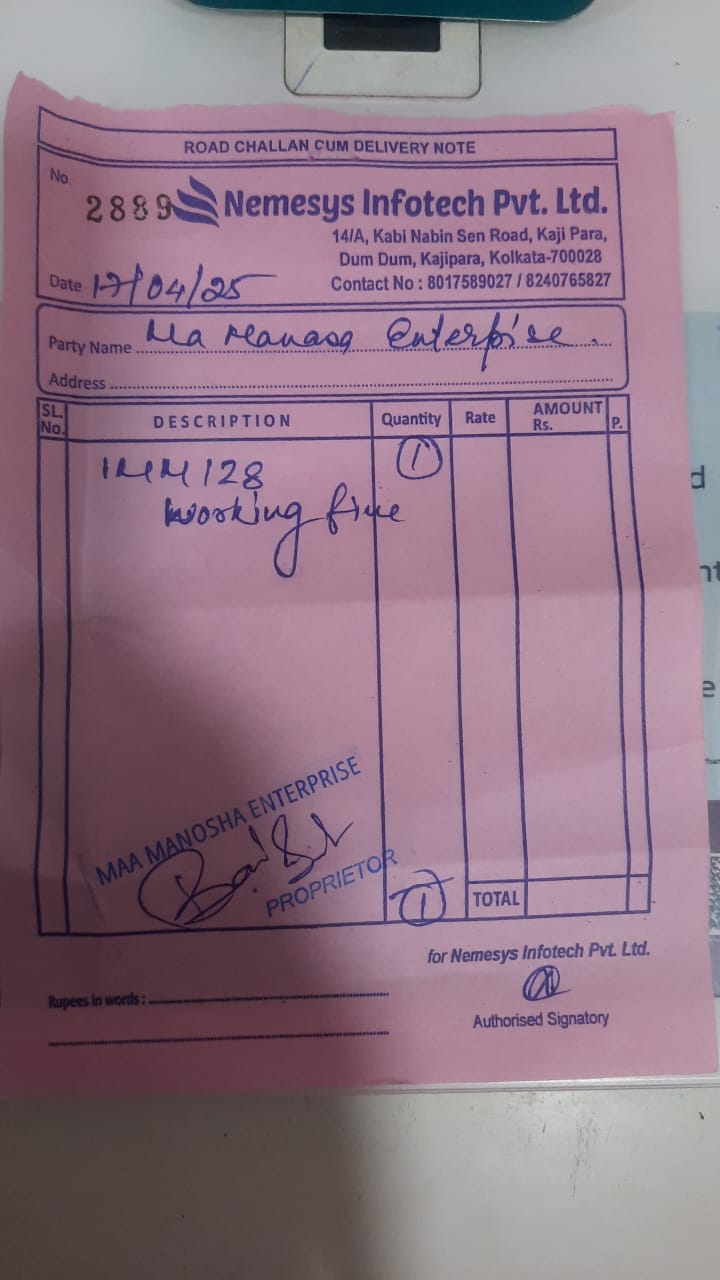 ROAD CHALLAN CUM DELIVERY NOTE
No.
2889 Nemesys Infotech Pvt. Ltd.
14/A, Kabi Nabin Sen Road, Kaji Para,
Dum Dum, Kajipara, Kolkata-700028
Date 17/04/25 Contact No : 8017589027 / 8240765827
Party Name Ma Manasa Enterprise.
Address
SL. No. DESCRIPTION Quantity Rate AMOUNT Rs. P.
128 1
working fine
MAA MANOSHA ENTERPRISE
PROPRIETOR
1 TOTAL
for Nemesys Infotech Pvt. Ltd.
Rupees in words :
Authorised Signatory